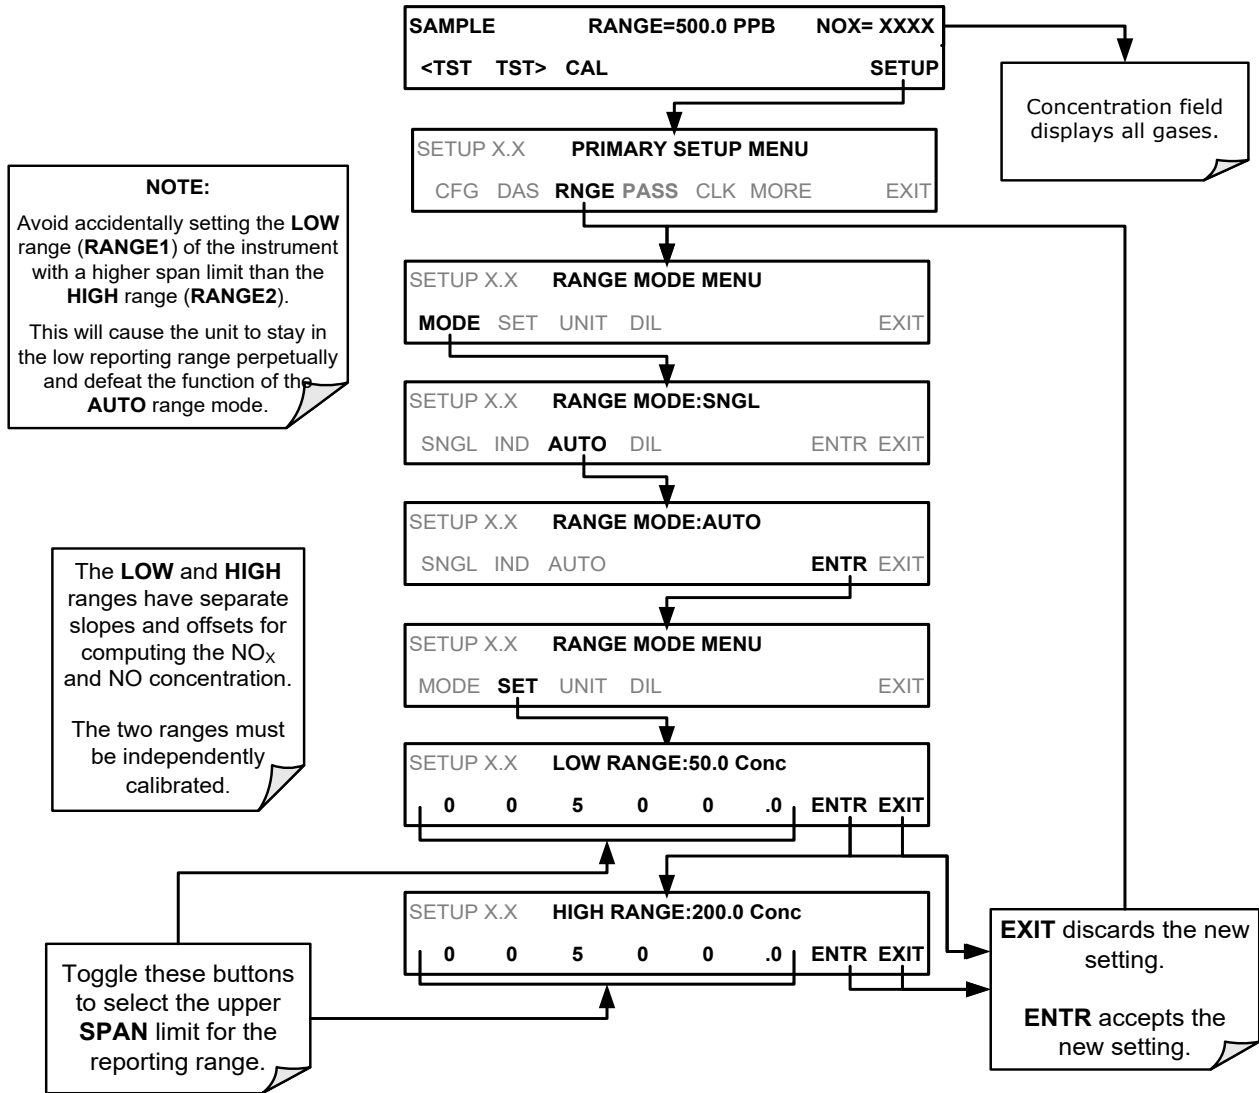 SAMPLE RANGE=500.0 PPB NOX= XXXX
<TST TST> CAL SETUP
Concentration field
displays all gases.
SETUP X.X PRIMARY SETUP MENU
CFG DAS RNGE PASS CLK MORE EXIT
NOTE:
Avoid accidentally setting the LOW
range (RANGE1) of the instrument
with a higher span limit than the
HIGH range (RANGE2).
This will cause the unit to stay in
the low reporting range perpetually
and defeat the function of the
AUTO range mode.
SETUP X.X RANGE MODE MENU
MODE SET UNIT DIL EXIT
SETUP X.X RANGE MODE:SNGL
SNGL IND AUTO DIL ENTR EXIT
SETUP X.X RANGE MODE:AUTO
SNGL IND AUTO ENTR EXIT
The LOW and HIGH
ranges have separate
slopes and offsets for
computing the NOX
and NO concentration.
The two ranges must
be independently
calibrated.
SETUP X.X RANGE MODE MENU
MODE SET UNIT DIL EXIT
SETUP X.X LOW RANGE:50.0 Conc
0 0 5 0 0 .0 ENTR EXIT
SETUP X.X HIGH RANGE:200.0 Conc
0 0 5 0 0 .0 ENTR EXIT
Toggle these buttons
to select the upper
SPAN limit for the
reporting range.
EXIT discards the new
setting.
ENTR accepts the
new setting.